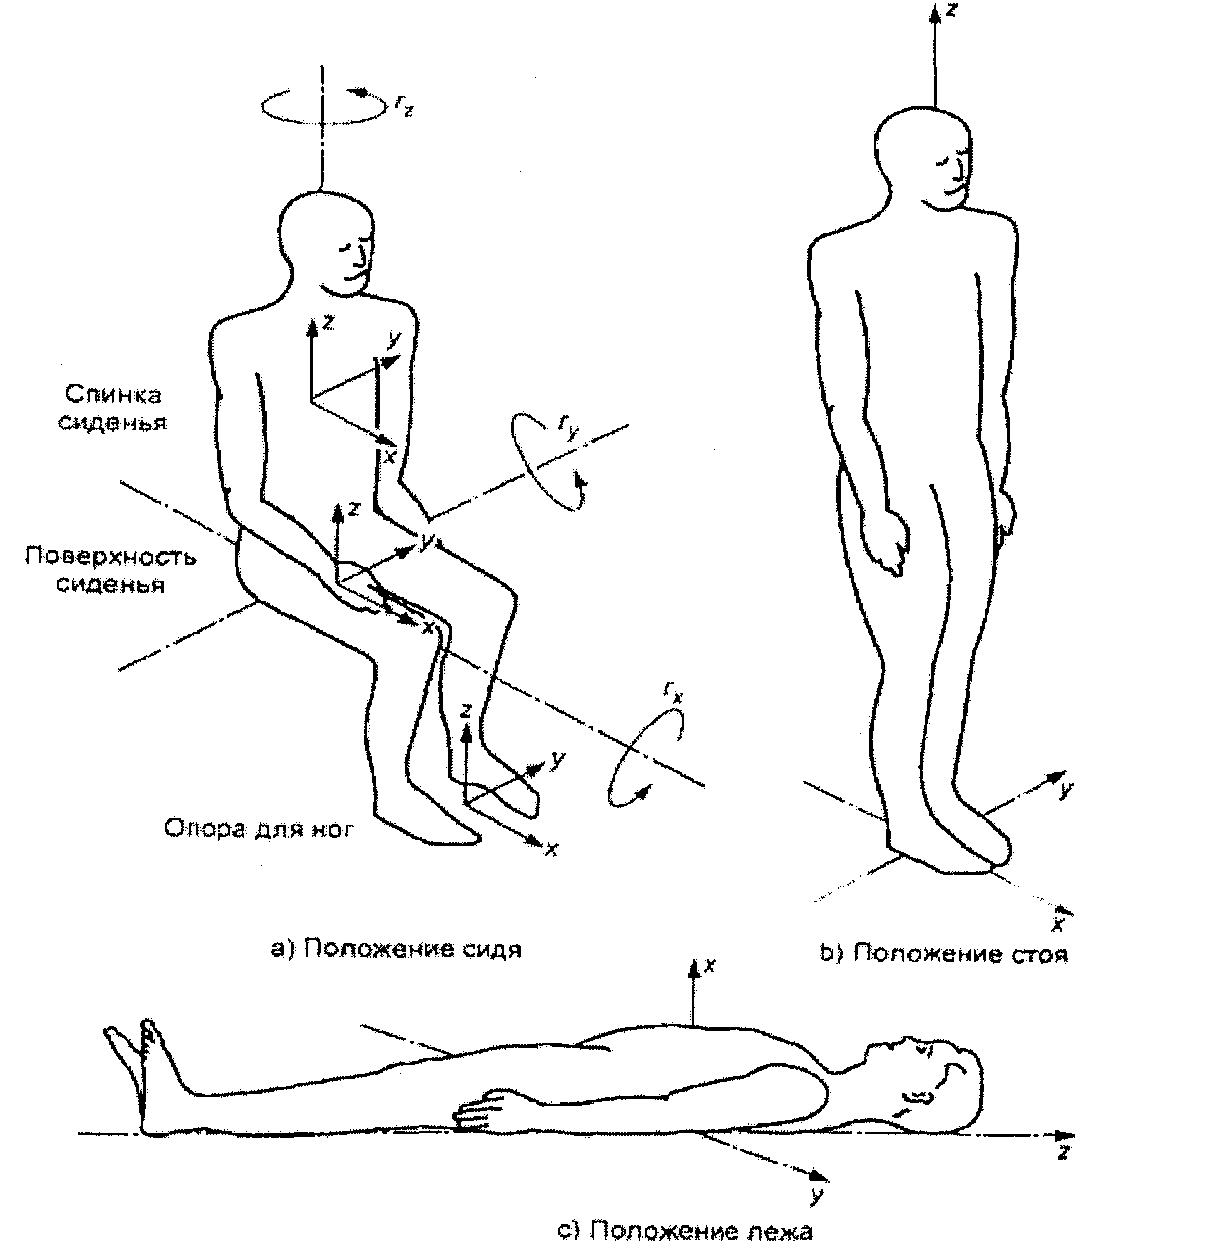 z
r_z
z
y
Спинка
сиденья
x
r_y
z
y
Поверхность
сиденья
x
r_x
z
y
Опора для ног
x
y
x
а) Положение сидя
b) Положение стоя
x
z
y
c) Положение лежа